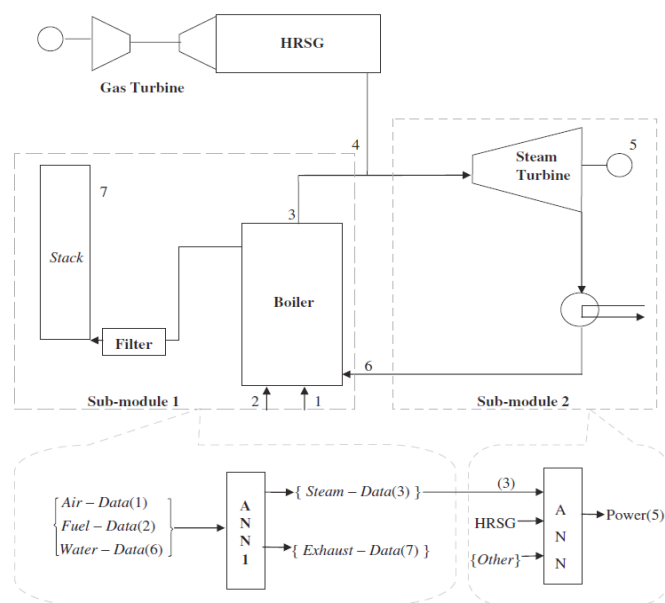 HRSG
Gas Turbine
4
5
Steam
Turbine
7
3
Stack
Boiler
Filter
6
Sub-module 1
2
1
Sub-module 2
Air – Data(1)
Fuel – Data(2)
Water – Data(6)
A
N
N
1
{ Steam – Data(3) }
{ Exhaust – Data(7) }
(3)
HRSG
{Other}
A
N
N
Power(5)